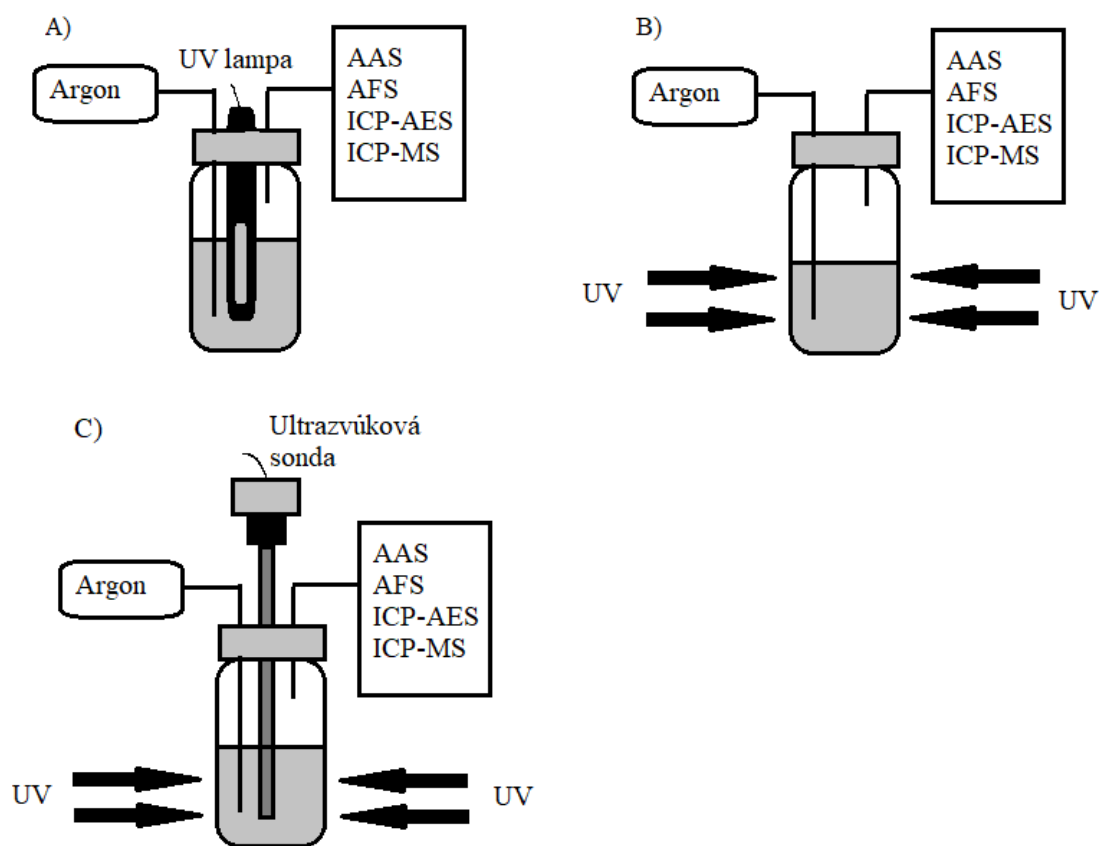 A)
UV lampa
Argon
AAS
AFS
ICP-AES
ICP-MS
B)
Argon
AAS
AFS
ICP-AES
ICP-MS
UV
UV
C)
Ultrazvúková
sonda
Argon
AAS
AFS
ICP-AES
ICP-MS
UV
UV